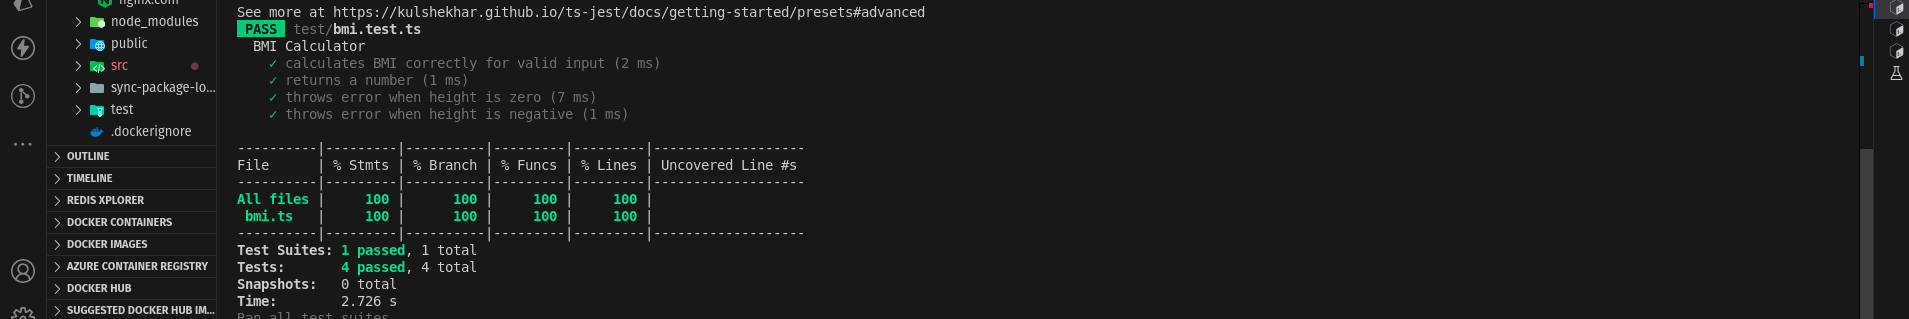 nginx.conf
node_modules
public
src
sync-package-lo...
test
.dockerignore
OUTLINE
TIMELINE
REDIS XPLORER
DOCKER CONTAINERS
DOCKER IMAGES
AZURE CONTAINER REGISTRY
DOCKER HUB
SUGGESTED DOCKER HUB IM...
See more at https://kulshekhar.github.io/ts-jest/docs/getting-started/presets#advanced
PASS test/bmi.test.ts
BMI Calculator
✓ calculates BMI correctly for valid input (2 ms)
✓ returns a number (1 ms)
✓ throws error when height is zero (7 ms)
✓ throws error when height is negative (1 ms)
----------|---------|----------|---------|---------|-------------------
File | % Stmts | % Branch | % Funcs | % Lines | Uncovered Line #s
----------|---------|----------|---------|---------|-------------------
All files | 100 | 100 | 100 | 100 |
bmi.ts | 100 | 100 | 100 | 100 |
----------|---------|----------|---------|---------|-------------------
Test Suites: 1 passed, 1 total
Tests: 4 passed, 4 total
Snapshots: 0 total
Time: 2.726 s
Ran all test suites.